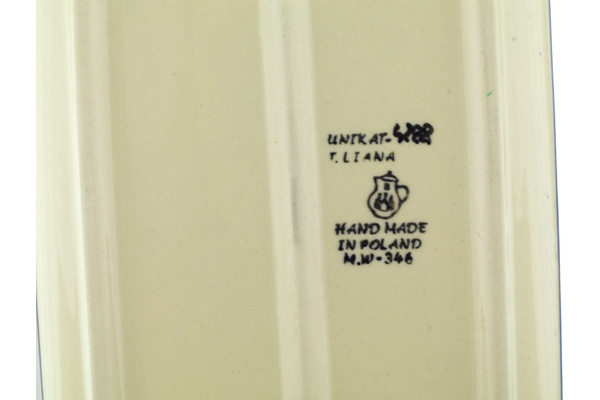 UNIKAT-
T. LIANA
HAND MADE
IN POLAND
M.W-346